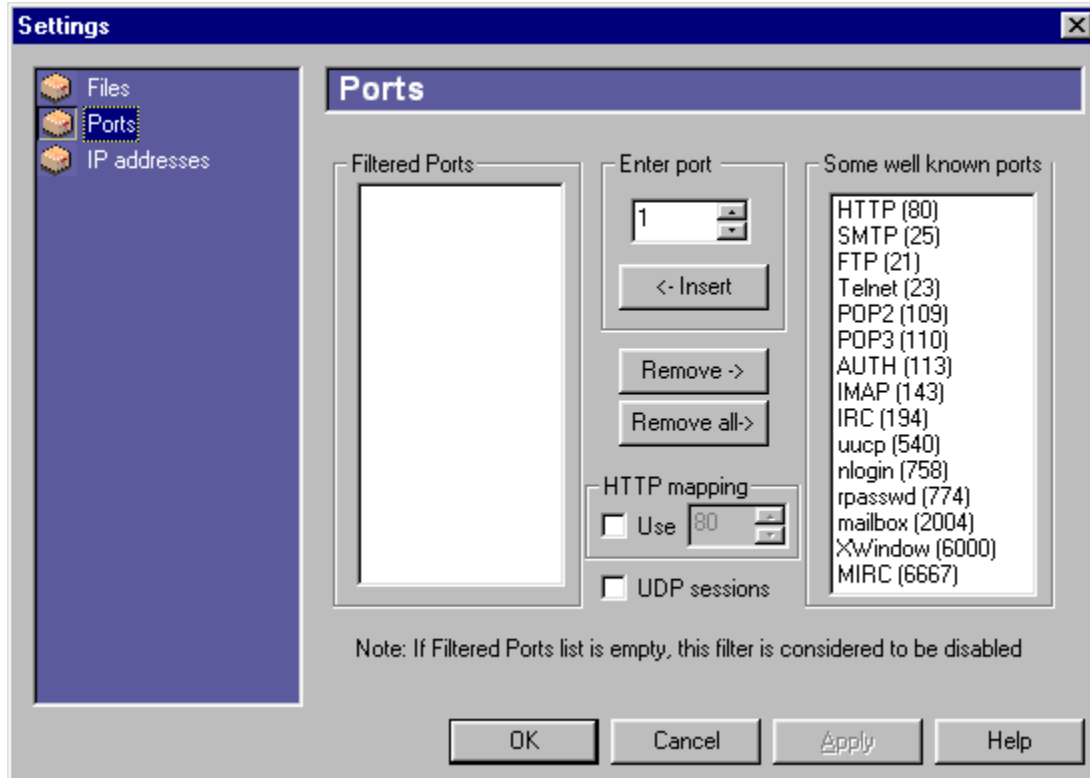 Settings
Files
Ports
IP addresses
Ports
Filtered Ports
Enter port
1
<- Insert
Remove ->
Remove all->
HTTP mapping
Use 80
UDP sessions
Some well known ports
HTTP (80)
SMTP (25)
FTP (21)
Telnet (23)
POP2 (109)
POP3 (110)
AUTH (113)
IMAP (143)
IRC (194)
uucp (540)
nlogin (758)
rpasswd (774)
mailbox (2004)
XWindow (6000)
MIRC (6667)
Note: If Filtered Ports list is empty, this filter is considered to be disabled
OK
Cancel
Apply
Help